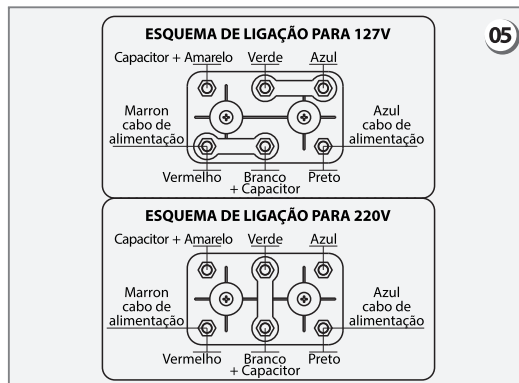 05
ESQUEMA DE LIGAÇÃO PARA 127V
Capacitor + Amarelo Verde Azul
Marron
cabo de
alimentação
Azul
cabo de
alimentação
Vermelho Branco Preto
+ Capacitor
ESQUEMA DE LIGAÇÃO PARA 220V
Capacitor + Amarelo Verde Azul
Marron
cabo de
alimentação
Azul
cabo de
alimentação
Vermelho Branco Preto
+ Capacitor